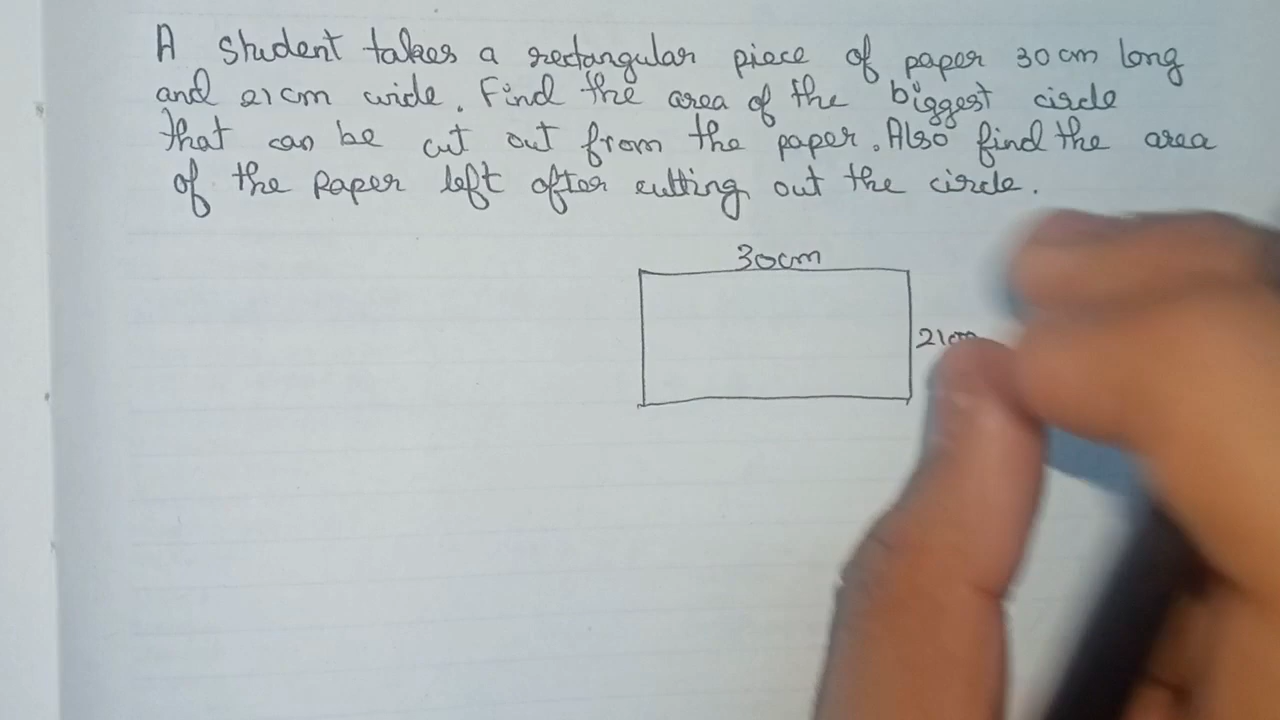 A student takes a rectangular piece of paper 30 cm long
and 21 cm wide. Find the area of the biggest circle
that can be cut out from the paper. Also find the area
of the paper left after cutting out the circle.
30cm
21cm